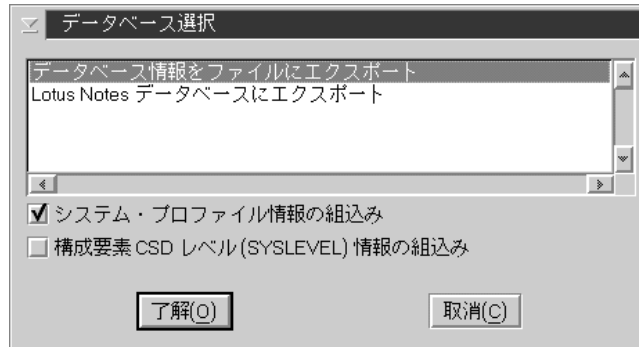 データベース選択
データベース情報をファイルにエクスポート
Lotus Notes データベースにエクスポート
システム・プロファイル情報の組込み
構成要素 CSD レベル (SYSLEVEL) 情報の組込み
了解(O) 取消(C)